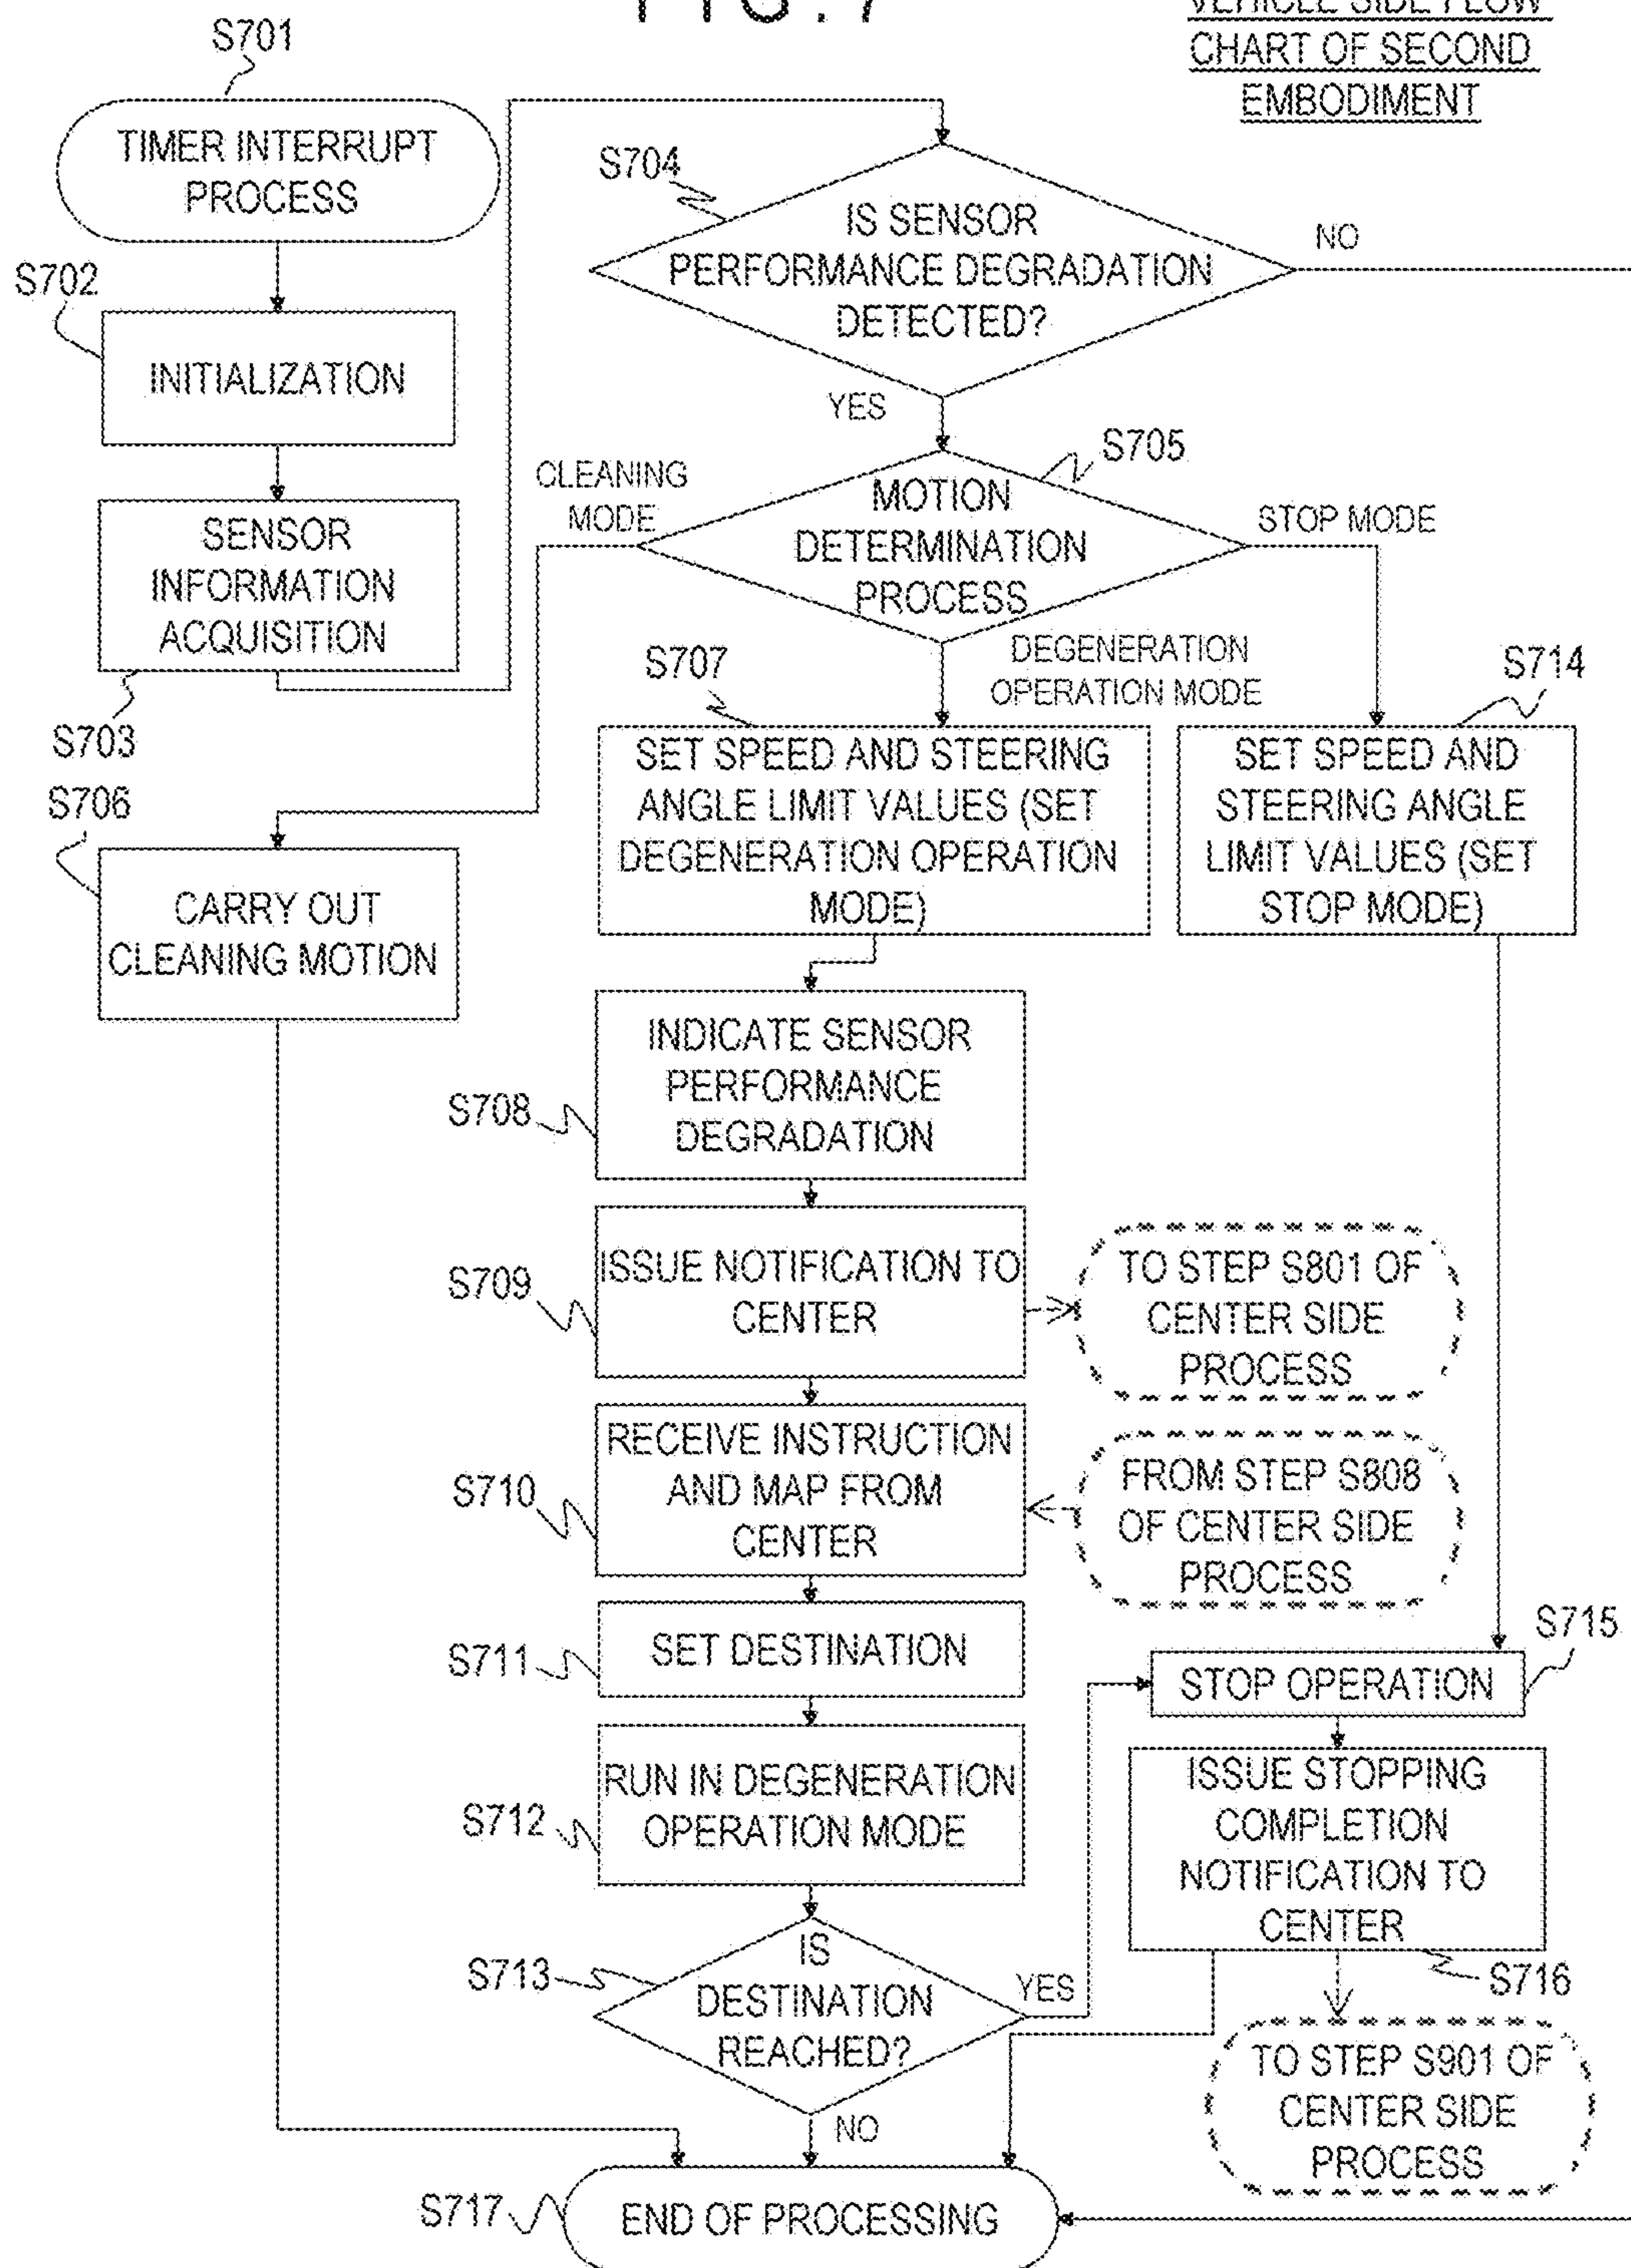 FIG. 7
VEHICLE SIDE FLOW
CHART OF SECOND
EMBODIMENT
S701
TIMER INTERRUPT
PROCESS
S702
INITIALIZATION
SENSOR
INFORMATION
ACQUISITION
S703
S704
IS SENSOR
PERFORMANCE DEGRADATION
DETECTED?
NO
YES
S705
MOTION
DETERMINATION
PROCESS
CLEANING
MODE
STOP MODE
DEGENERATION
OPERATION MODE
S706
CARRY OUT
CLEANING MOTION
S707
SET SPEED AND STEERING
ANGLE LIMIT VALUES (SET
DEGENERATION OPERATION
MODE)
S714
SET SPEED AND
STEERING ANGLE
LIMIT VALUES (SET
STOP MODE)
S708
INDICATE SENSOR
PERFORMANCE
DEGRADATION
S709
ISSUE NOTIFICATION TO
CENTER
TO STEP S801 OF
CENTER SIDE
PROCESS
S710
RECEIVE INSTRUCTION
AND MAP FROM
CENTER
FROM STEP S808
OF CENTER SIDE
PROCESS
S711
SET DESTINATION
S715
STOP OPERATION
S712
RUN IN DEGENERATION
OPERATION MODE
ISSUE STOPPING
COMPLETION
NOTIFICATION TO
CENTER
S716
S713
IS
DESTINATION
REACHED?
YES
NO
TO STEP S901 OF
CENTER SIDE
PROCESS
S717
END OF PROCESSING